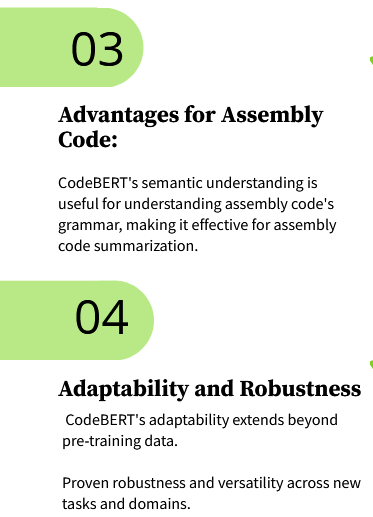 03
Advantages for Assembly
Code:
CodeBERT's semantic understanding is
useful for understanding assembly code's
grammar, making it effective for assembly
code summarization.
04
Adaptability and Robustness
CodeBERT's adaptability extends beyond
pre-training data.
Proven robustness and versatility across new
tasks and domains.